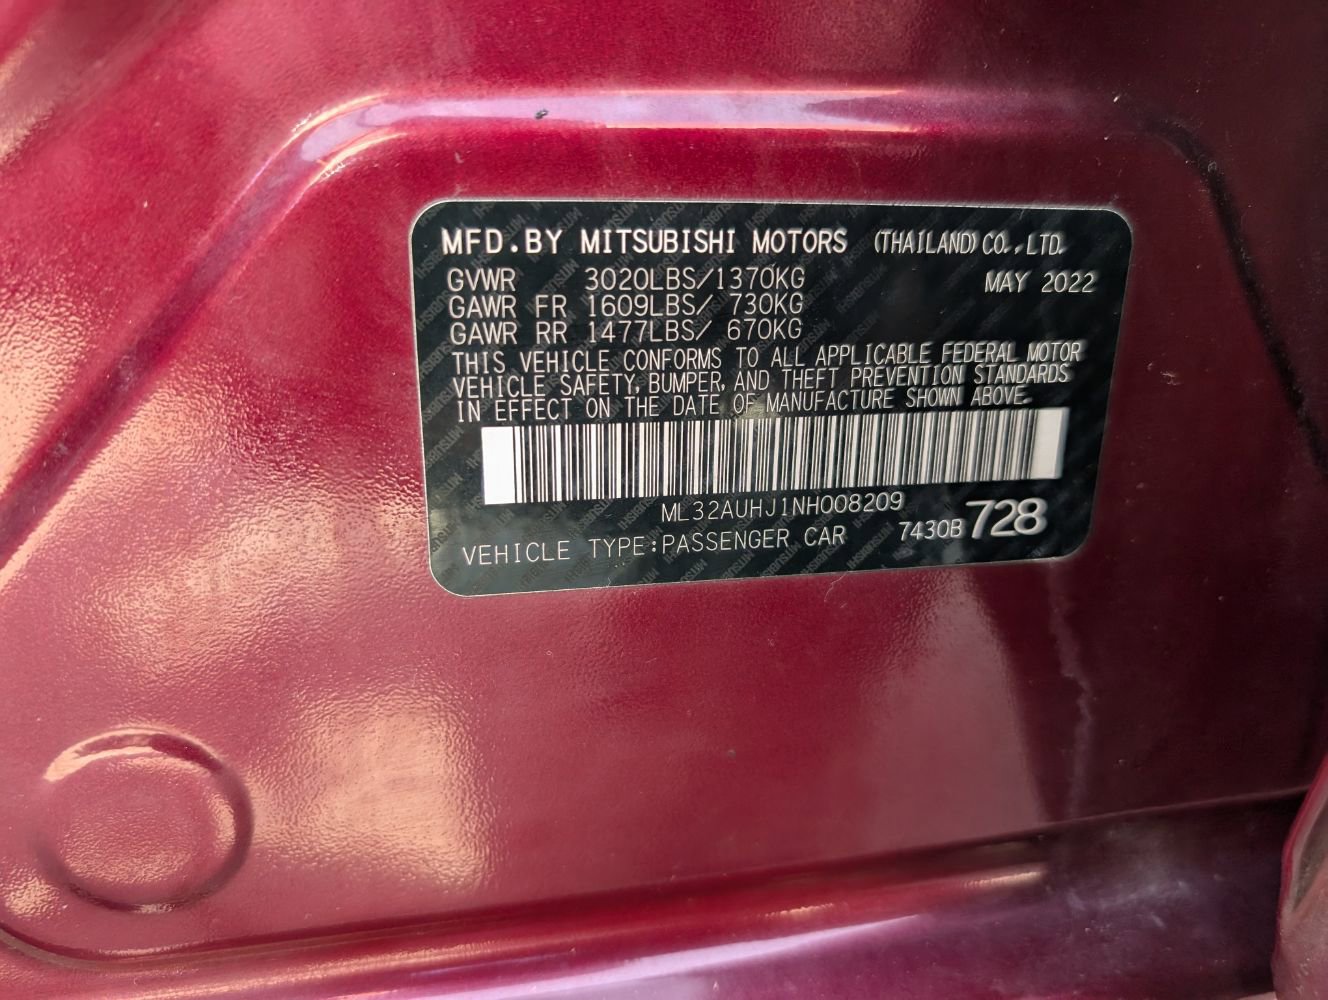 MFD.BY MITSUBISHI MOTORS (THAILAND) CO.,LTD.
GVWR 3020LBS/1370KG MAY 2022
GAWR FR 1609LBS/ 730KG
GAWR RR 1477LBS/ 670KG
THIS VEHICLE CONFORMS TO ALL APPLICABLE FEDERAL MOTOR
VEHICLE SAFETY, BUMPER, AND THEFT PREVENTION STANDARDS
IN EFFECT ON THE DATE OF MANUFACTURE SHOWN ABOVE.
ML32AUHJ1NH008209
VEHICLE TYPE:PASSENGER CAR 7430B 728